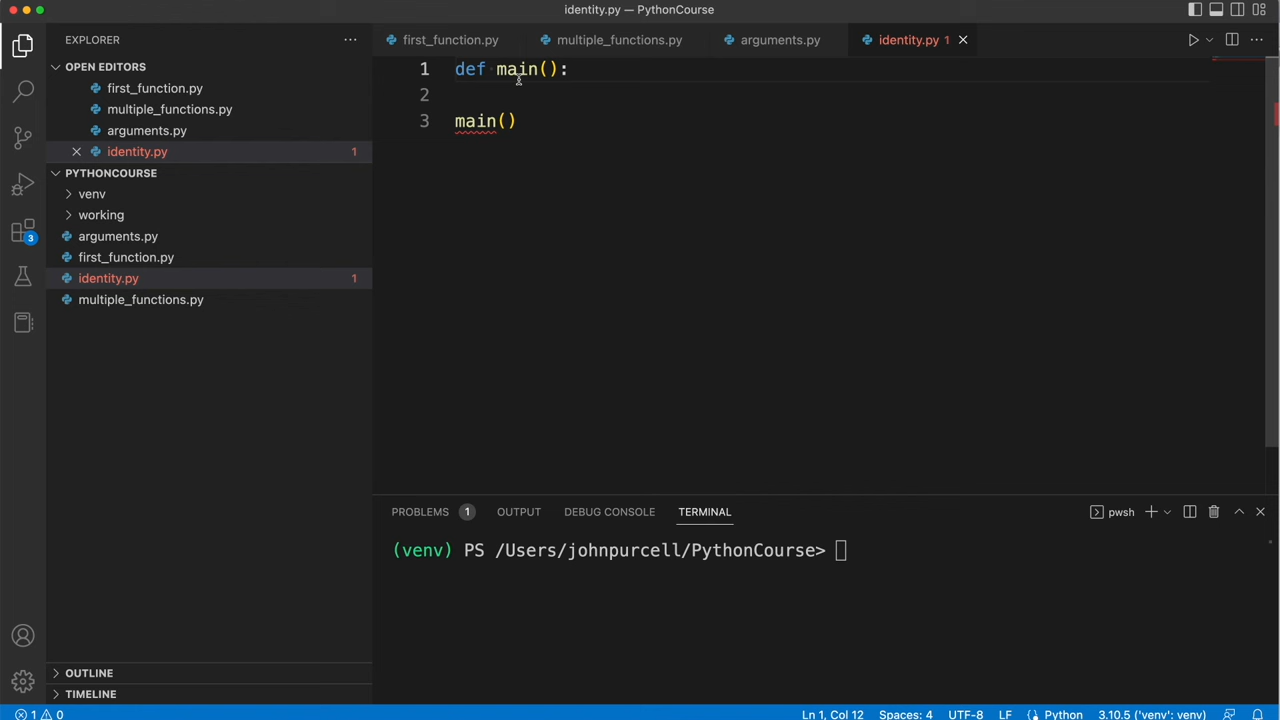 identity.py — PythonCourse
EXPLORER
first_function.py
multiple_functions.py
arguments.py
identity.py 1
OPEN EDITORS
first_function.py
multiple_functions.py
arguments.py
identity.py 1
PYTHONCOURSE
venv
working
arguments.py
first_function.py
identity.py 1
multiple_functions.py
3
1 def main():
2
3 main()
PROBLEMS 1 OUTPUT DEBUG CONSOLE TERMINAL
pwsh
(venv) PS /Users/johnpurcell/PythonCourse>
OUTLINE
TIMELINE
1 0 Ln 1, Col 12 Spaces: 4 UTF-8 LF Python 3.10.5 ('venv': venv)